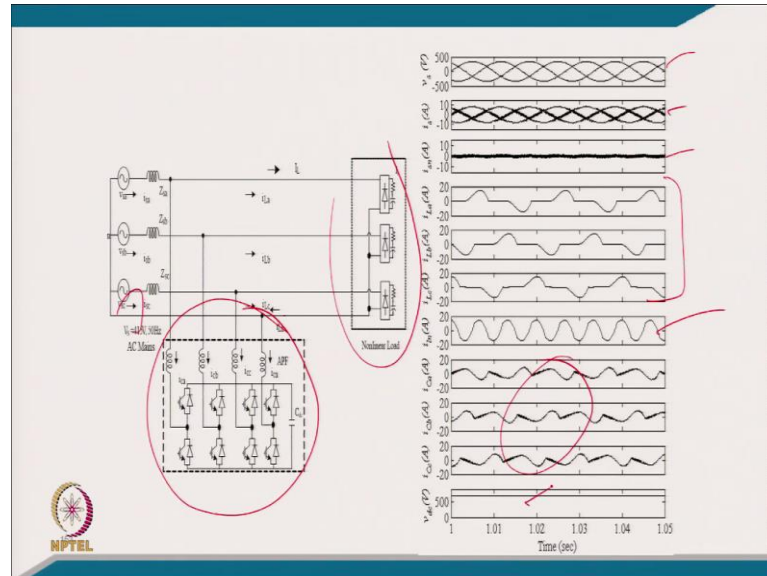 Z_sa
Z_sb
Z_sc
i_La
i_Lb
i_Lc
v_sa
i_sa
v_sb
i_sb
i_sc
V_s=415V, 50Hz
AC Mains
APF
Nonlinear Load
i_Ca
i_Cb
i_Cc
i_Cn
500
0
-500
v_s(V)
10
0
-10
i_s(A)
10
0
-10
i_sn(A)
20
0
-20
i_La(A)
20
0
-20
i_Lb(A)
20
0
-20
i_Lc(A)
20
0
-20
i_ln(A)
20
0
-20
i_Ca(A)
20
0
-20
i_Cb(A)
20
0
-20
i_Cc(A)
500
0
v_dc(V)
1 1.01 1.02 1.03 1.04 1.05
Time (sec)
NPTEL